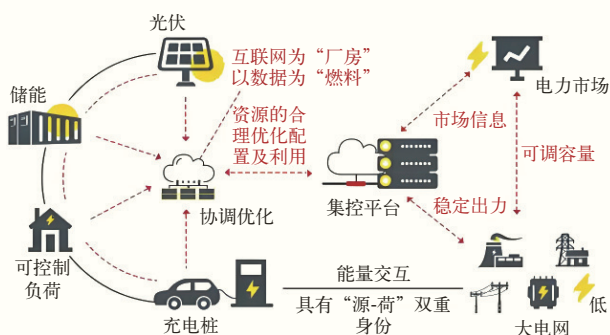 光伏
互联网为“厂房”
以数据为“燃料”
储能
电力市场
资源的合
理优化配
置及利用
市场信息
可调容量
协调优化
集控平台
稳定出力
可控制
负荷
能量交互
低
充电桩
具有“源-荷”双重
身份
大电网